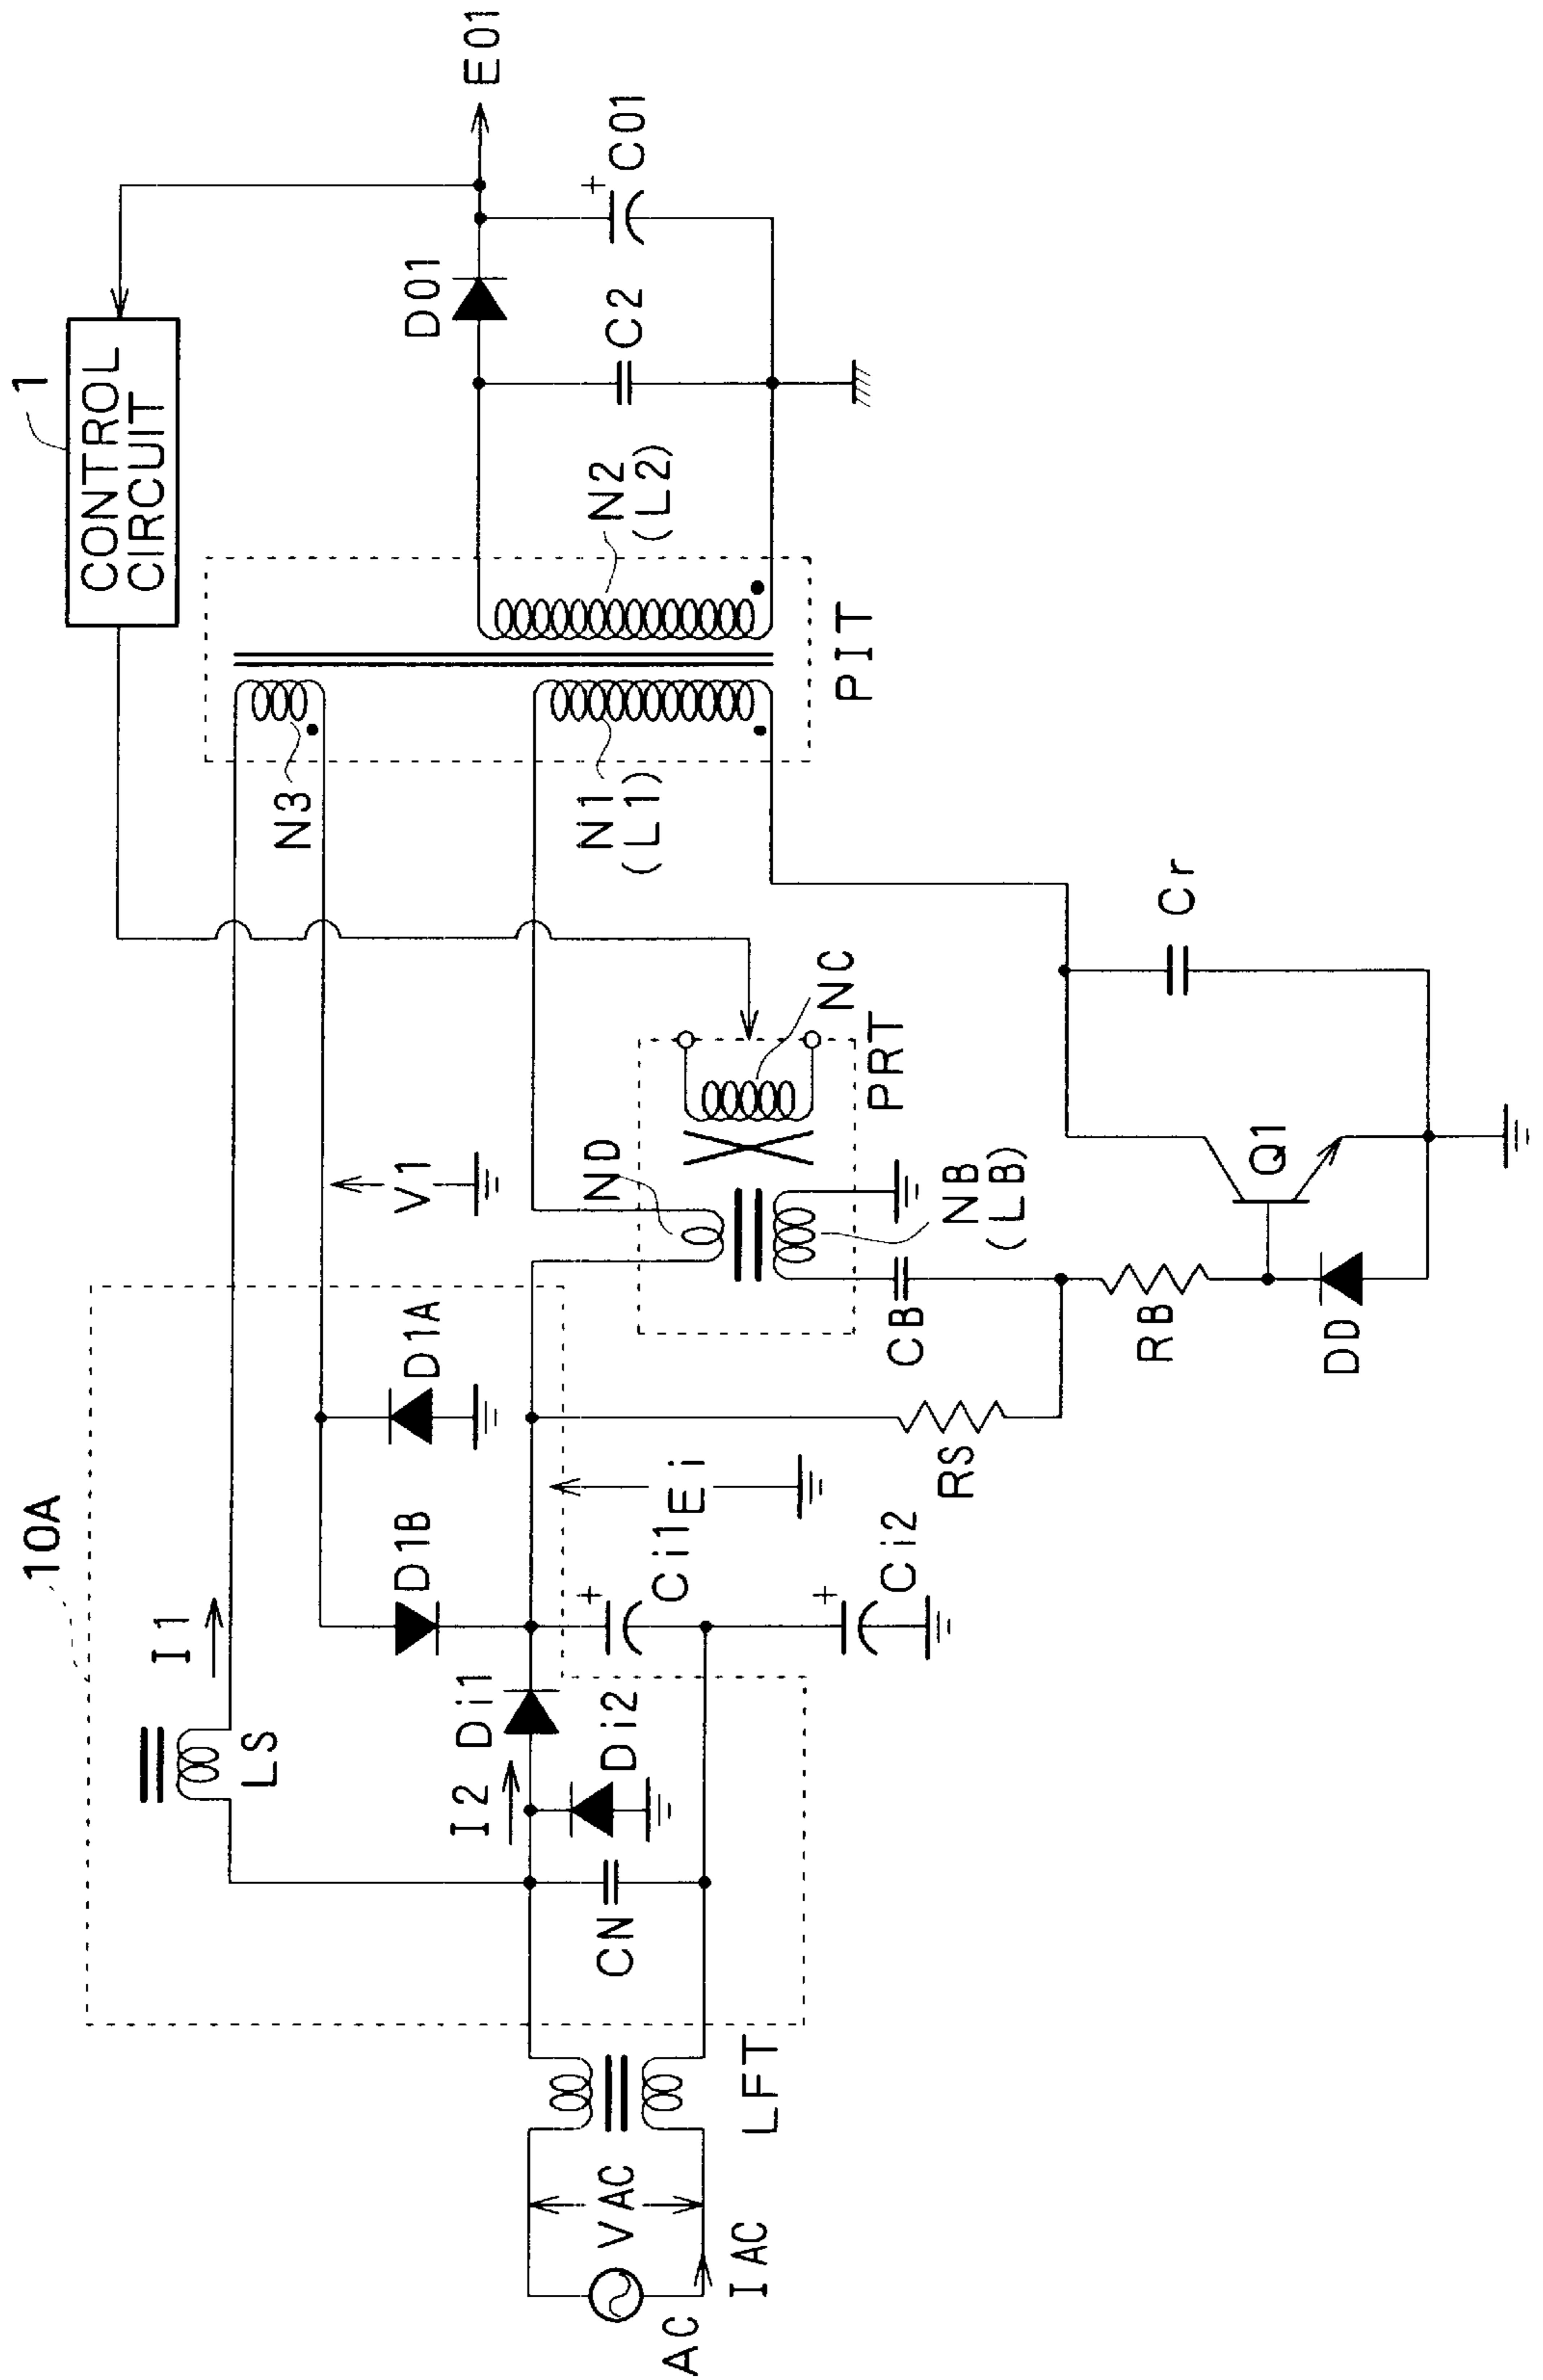 1
CONTROL
CIRCUIT
E01
D01
C01
C2
N2
(L2)
PIT
N3
N1
(L1)
10A
I1
LS
V1
D1A
D1B
ND
NC
PRT
NB
(LB)
CB
Cr
Q1
RB
DD
RS
Ei
Ci1
Ci2
Di1
Di2
I2
CN
LFT
VAC
IAC
AC